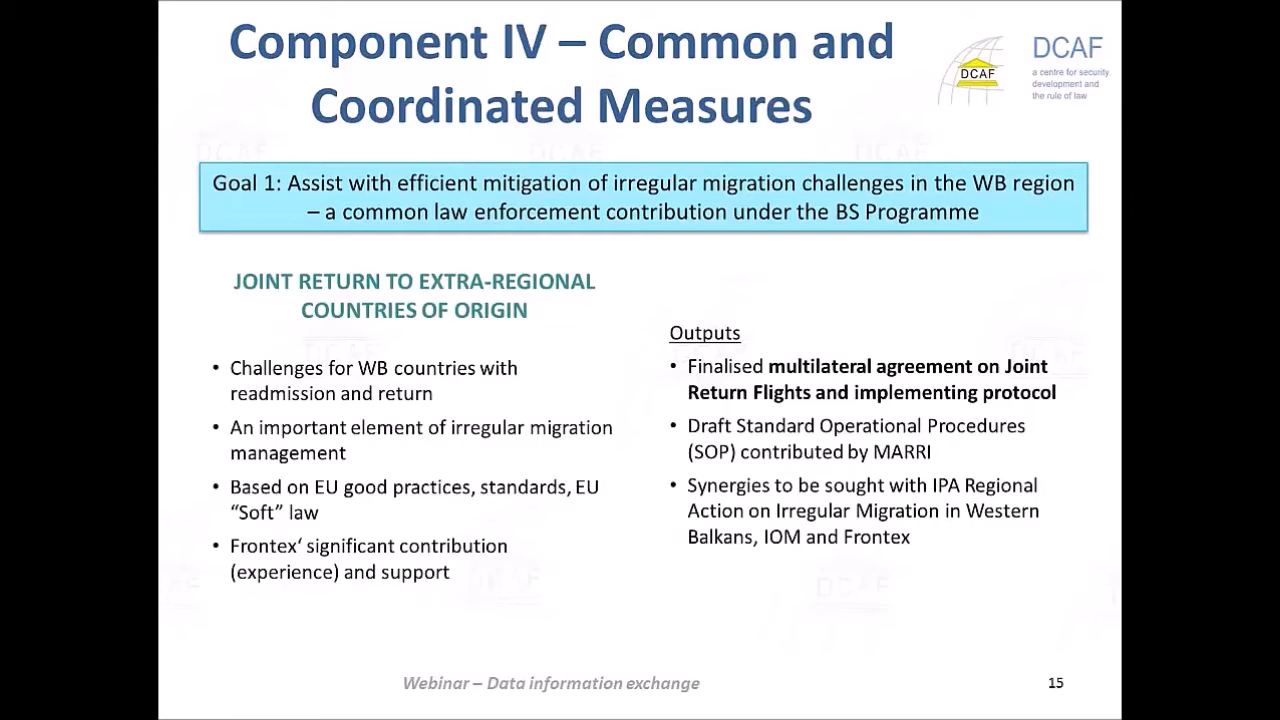 Component IV – Common and
Coordinated Measures
DCAF
DCAF
a centre for security
development and
the rule of law
Goal 1: Assist with efficient mitigation of irregular migration challenges in the WB region
– a common law enforcement contribution under the BS Programme
JOINT RETURN TO EXTRA-REGIONAL
COUNTRIES OF ORIGIN
• Challenges for WB countries with
readmission and return
• An important element of irregular migration
management
• Based on EU good practices, standards, EU
“Soft” law
• Frontex‘ significant contribution
(experience) and support
Outputs
• Finalised multilateral agreement on Joint
Return Flights and implementing protocol
• Draft Standard Operational Procedures
(SOP) contributed by MARRI
• Synergies to be sought with IPA Regional
Action on Irregular Migration in Western
Balkans, IOM and Frontex
Webinar – Data information exchange
15